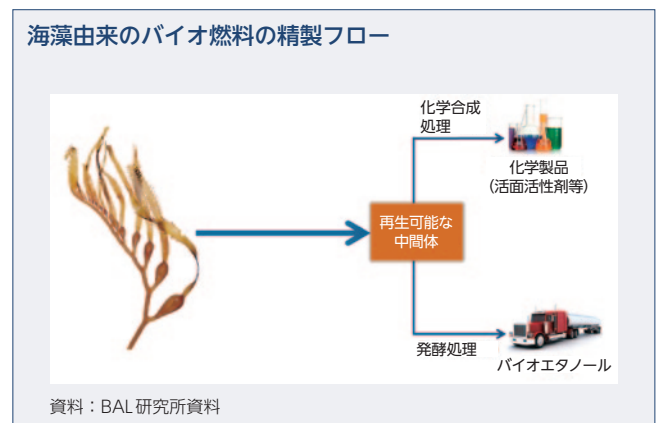 海藻由来のバイオ燃料の精製フロー
化学合成
処理
化学製品
(活面活性剤等)
再生可能な
中間体
発酵処理
バイオエタノール
資料：BAL研究所資料